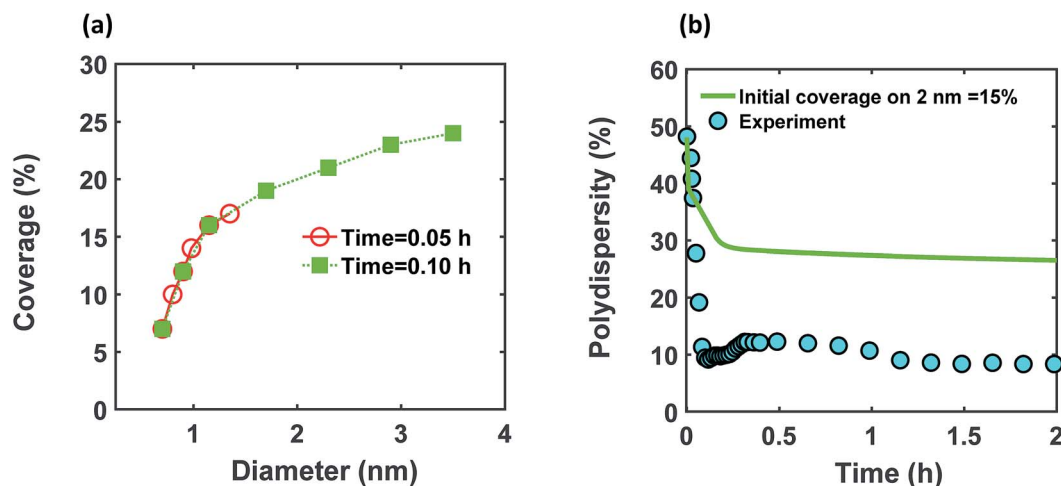 (a)
30
25
20
15
10
5
0
Coverage (%)
1
2
3
4
Diameter (nm)
Time=0.05 h
Time=0.10 h
(b)
60
50
40
30
20
10
0
Polydispersity (%)
0
0.5
1
1.5
2
Time (h)
Initial coverage on 2 nm =15%
Experiment